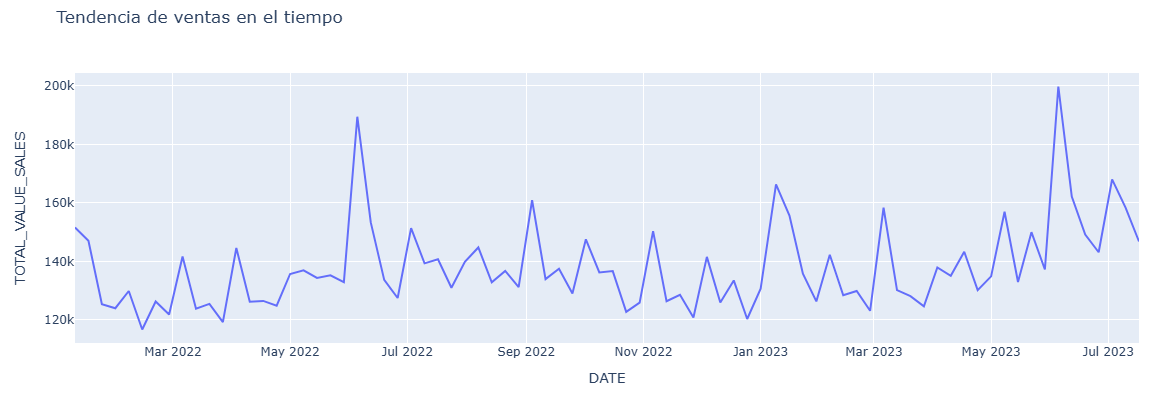 Tendencia de ventas en el tiempo
200k
180k
160k
140k
120k
TOTAL_VALUE_SALES
Mar 2022
May 2022
Jul 2022
Sep 2022
Nov 2022
Jan 2023
Mar 2023
May 2023
Jul 2023
DATE